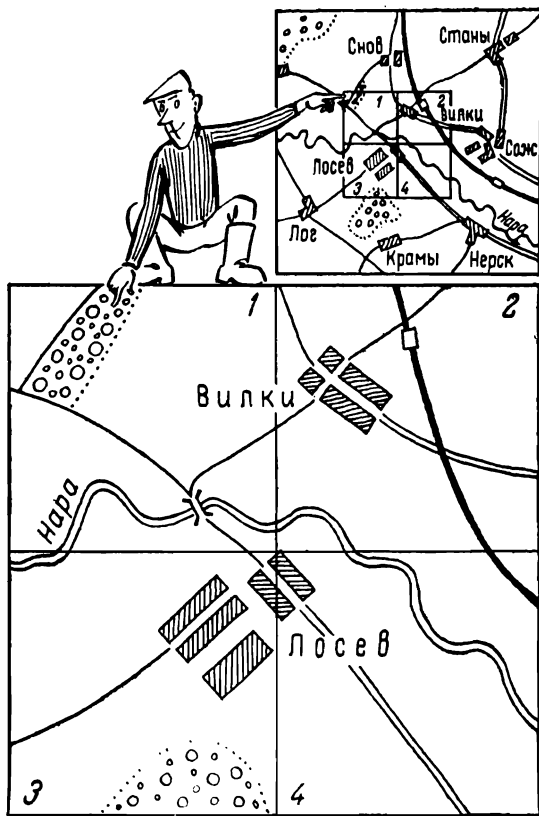 Снов
Станы
1
2
Вилки
Сож
Лосев
3
4
Нара
Лог
Крамы
Нерск
1
2
Вилки
Нара
Лосев
3
4